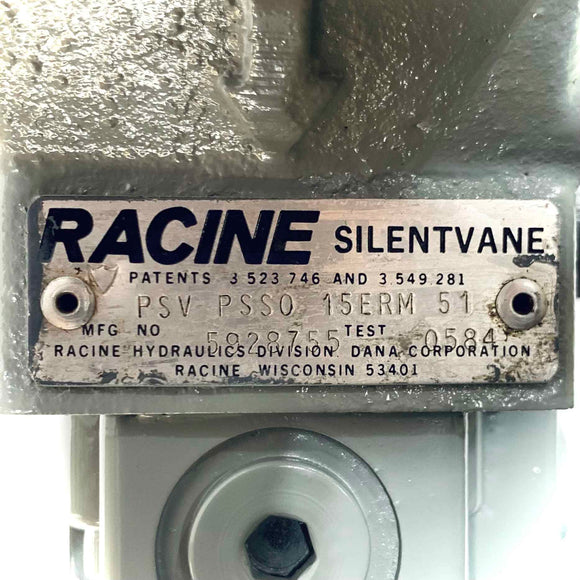 RACINE SILENTVANE
PATENTS 3 523 746 AND 3.549.281
PSV PSSO 15ERM 51
MFG NO 5928755 TEST 0584
RACINE HYDRAULICS DIVISION DANA CORPORATION
RACINE, WISCONSIN 53401